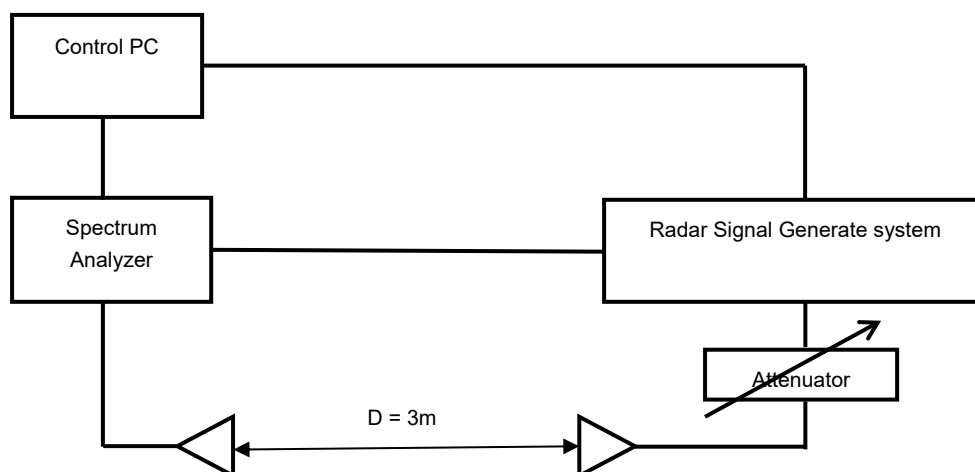 Control PC
Spectrum
Analyzer
Radar Signal Generate system
Attenuator
D = 3m